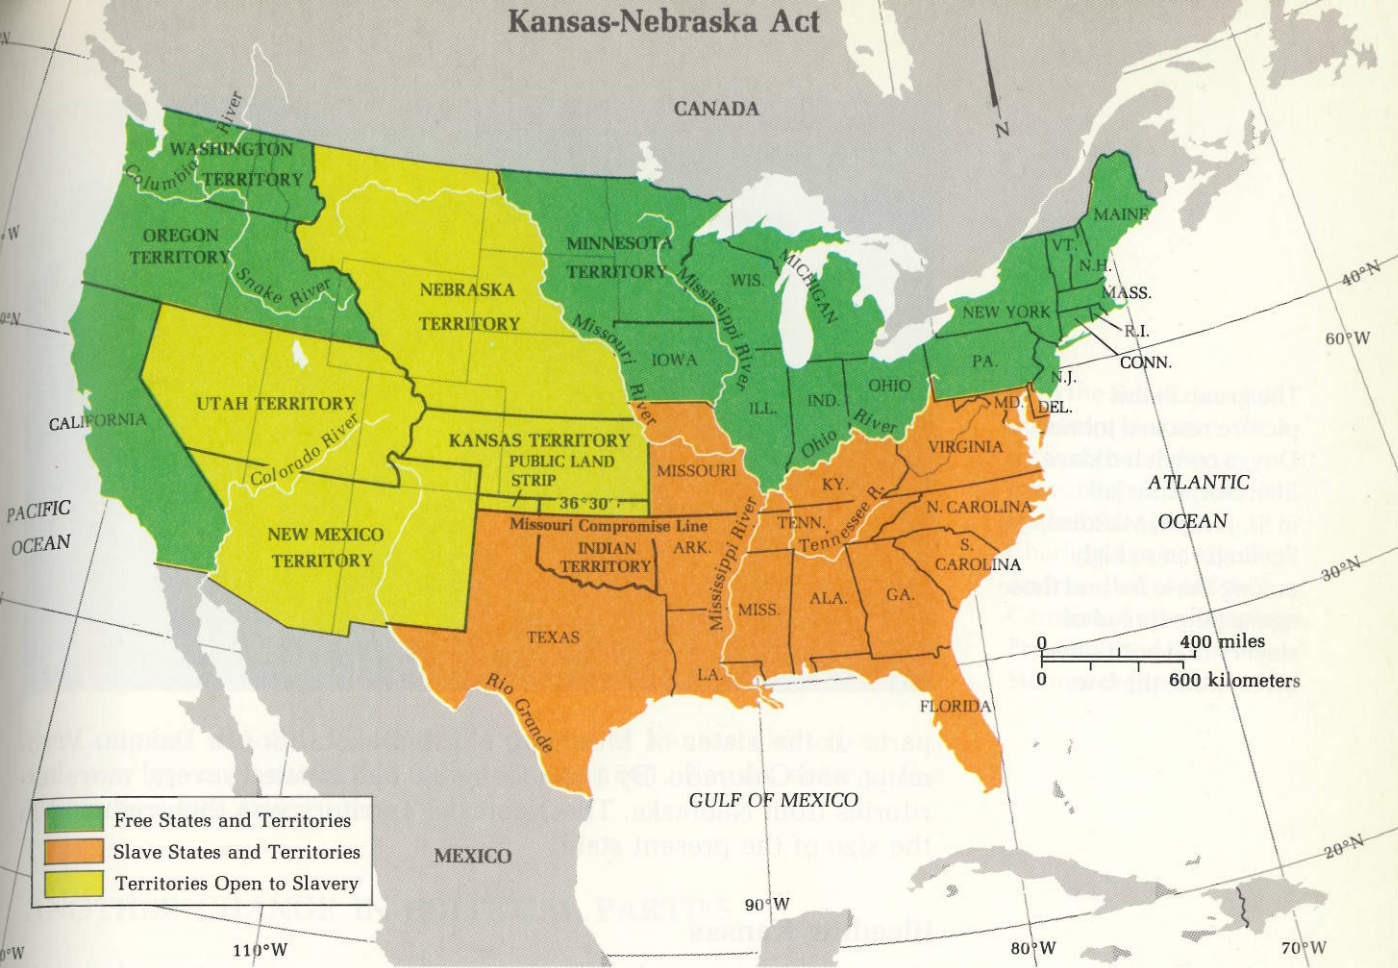 Kansas-Nebraska Act
CANADA
N
WASHINGTON
TERRITORY
Columbia River
OREGON
TERRITORY
Snake River
NEBRASKA
TERRITORY
MINNESOTA
TERRITORY
Mississippi River
Missouri River
WIS.
MICHIGAN
IOWA
ILL.
IND.
OHIO
Ohio River
PA.
NEW YORK
VT.
MAINE
N.H.
MASS.
R.I.
CONN.
N.J.
MD.
DEL.
40°N
60°W
CALIFORNIA
UTAH TERRITORY
Colorado River
KANSAS TERRITORY
PUBLIC LAND
STRIP
36°30'
Missouri Compromise Line
MISSOURI
KY.
VIRGINIA
N. CAROLINA
TENN.
Tennessee R.
S.
CAROLINA
PACIFIC
OCEAN
ATLANTIC
OCEAN
NEW MEXICO
TERRITORY
INDIAN
TERRITORY
ARK.
Mississippi River
MISS.
ALA.
GA.
30°N
TEXAS
LA.
Rio Grande
FLORIDA
0 400 miles
0 600 kilometers
GULF OF MEXICO
MEXICO
Free States and Territories
Slave States and Territories
Territories Open to Slavery
20°N
110°W
90°W
80°W
70°W